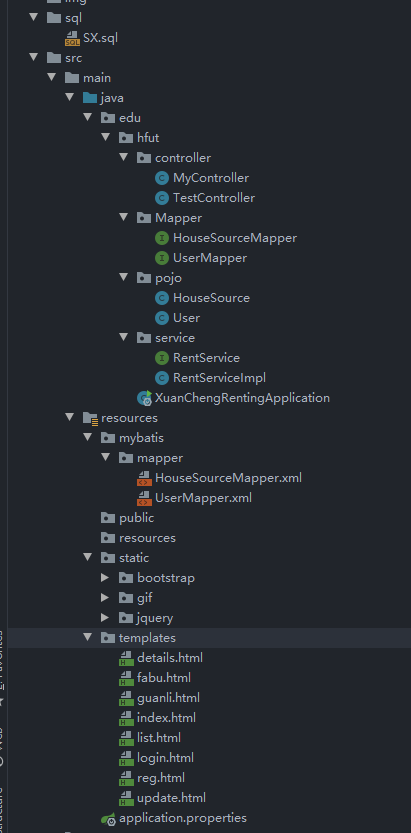 sql
SX.sql
src
main
java
edu
hfut
controller
MyController
TestController
Mapper
HouseSourceMapper
UserMapper
pojo
HouseSource
User
service
RentService
RentServiceImpl
XuanChengRentingApplication
resources
mybatis
mapper
HouseSourceMapper.xml
UserMapper.xml
public
resources
static
bootstrap
gif
jquery
templates
details.html
fabu.html
guanli.html
index.html
list.html
login.html
reg.html
update.html
application.properties